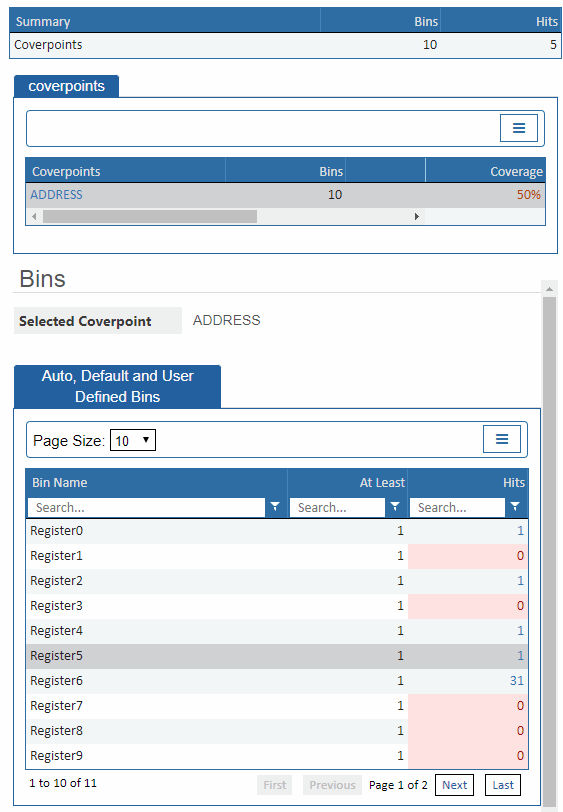 Summary Bins Hits
Coverpoints 10 5
coverpoints
Coverpoints Bins Coverage
ADDRESS 10 50%
Bins
Selected Coverpoint ADDRESS
Auto, Default and User
Defined Bins
Page Size: 10
Bin Name At Least Hits
Search... Search... Search...
Register0 1 1
Register1 1 0
Register2 1 1
Register3 1 0
Register4 1 1
Register5 1 1
Register6 1 31
Register7 1 0
Register8 1 0
Register9 1 0
1 to 10 of 11 First Previous Page 1 of 2 Next Last